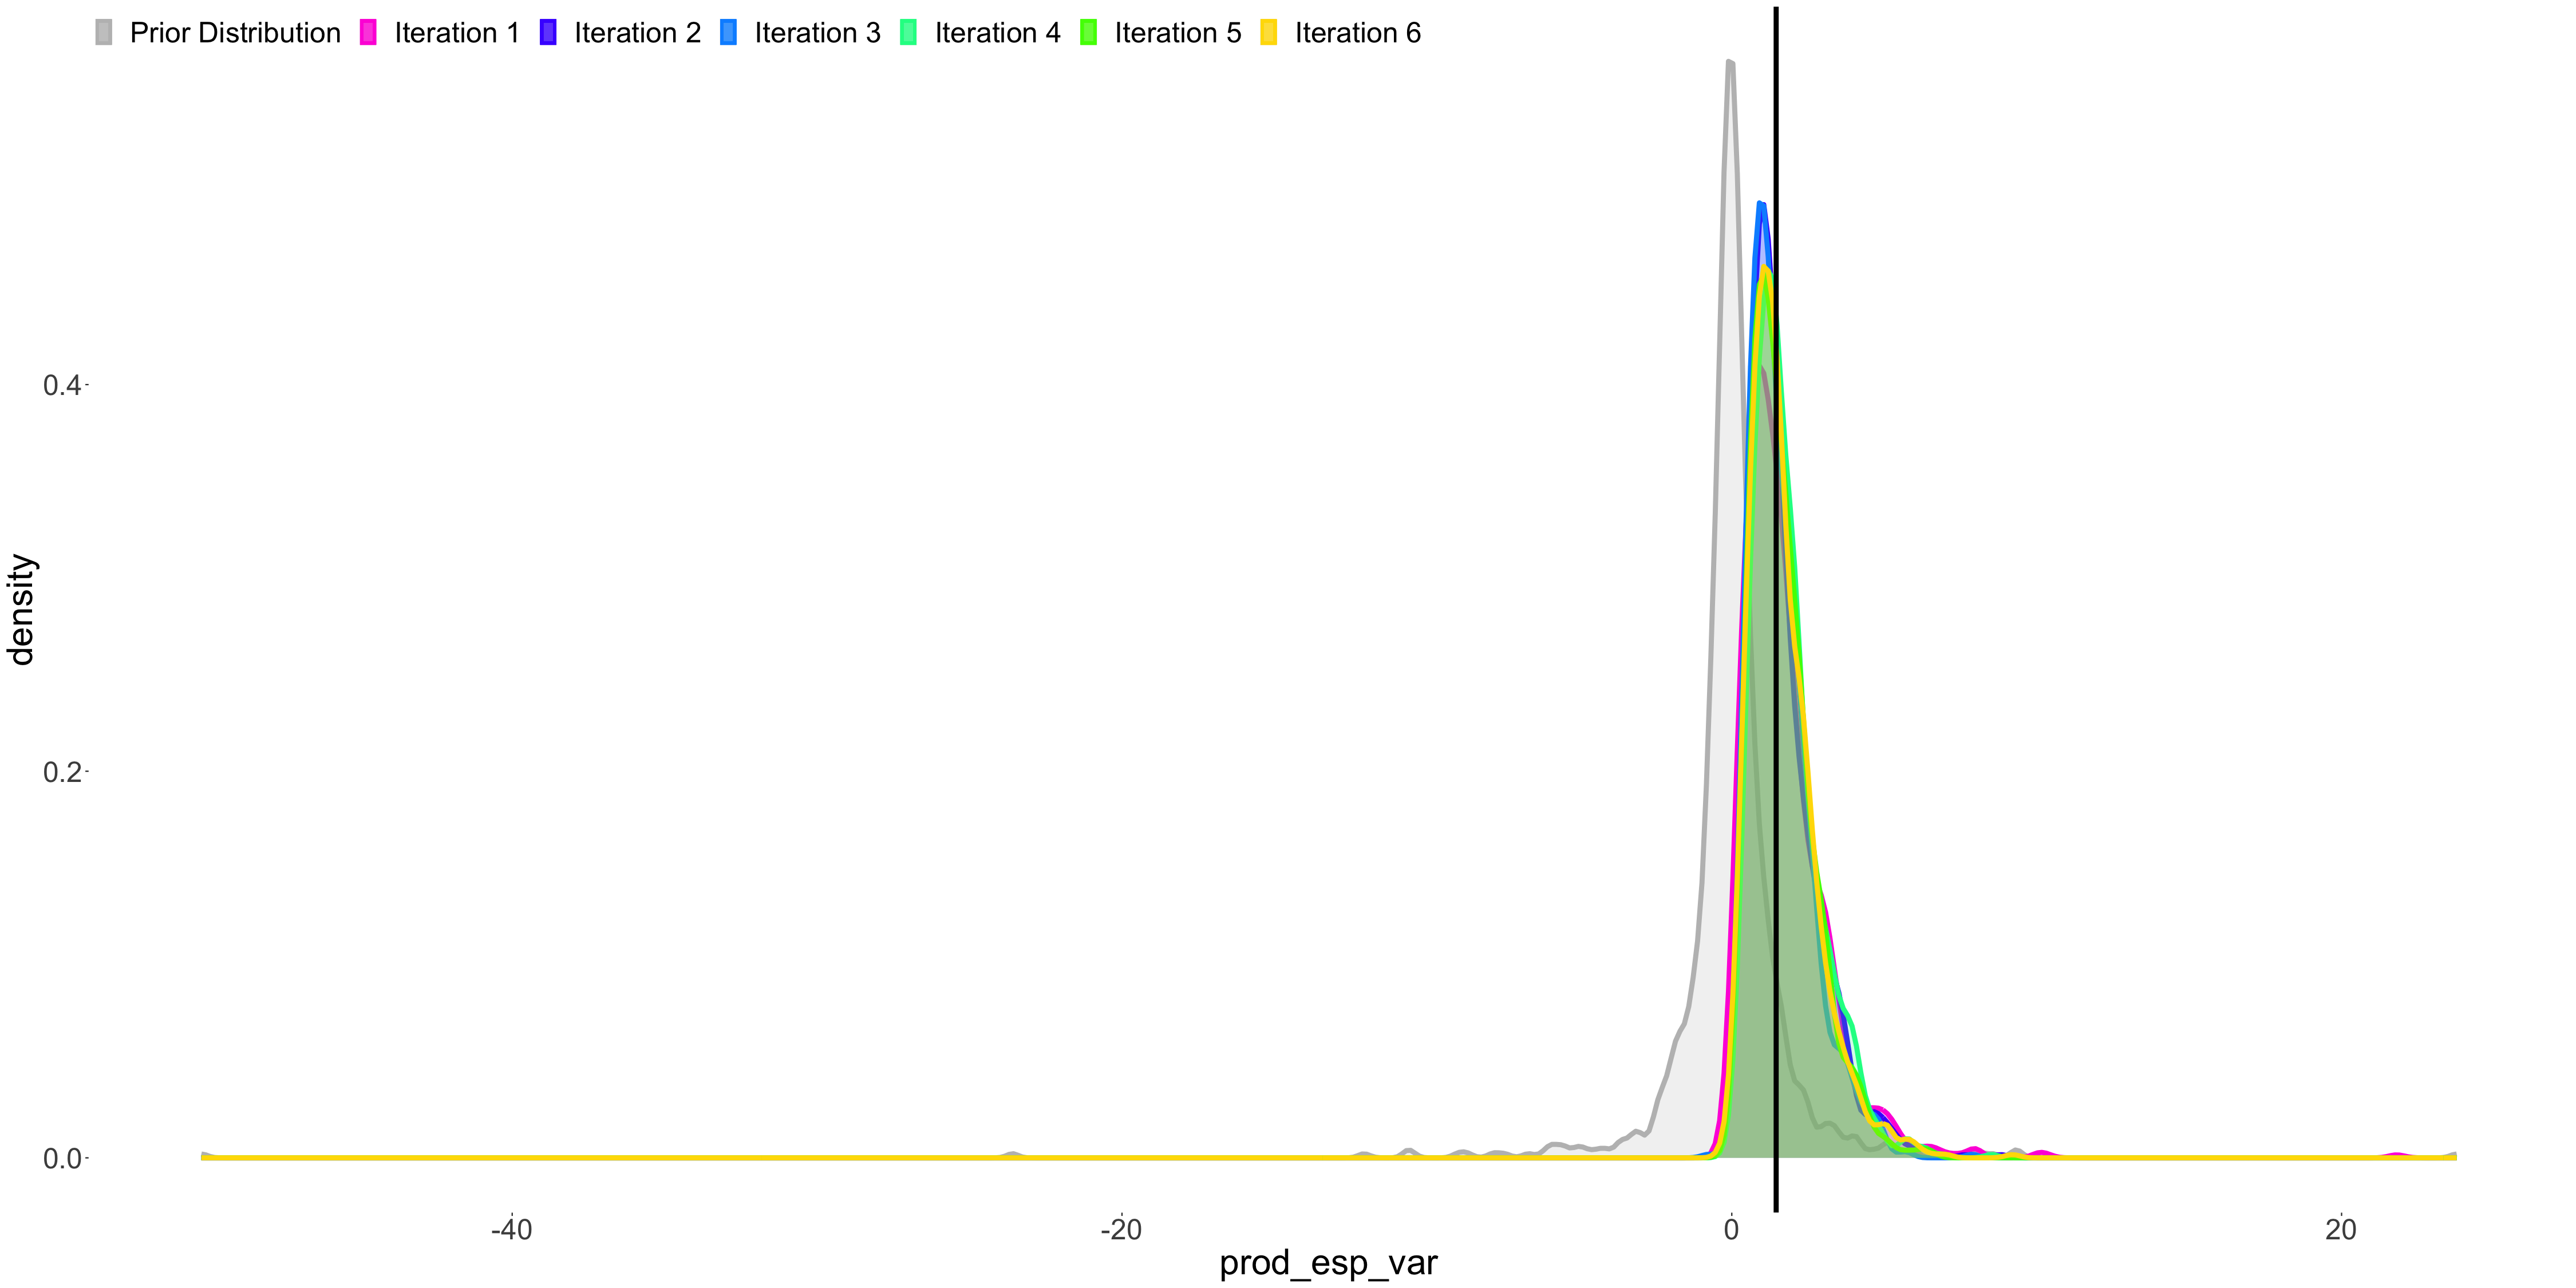 Prior Distribution Iteration 1 Iteration 2 Iteration 3 Iteration 4 Iteration 5 Iteration 6
density
0.4
0.2
0.0
-40 -20 0 20
prod_esp_var